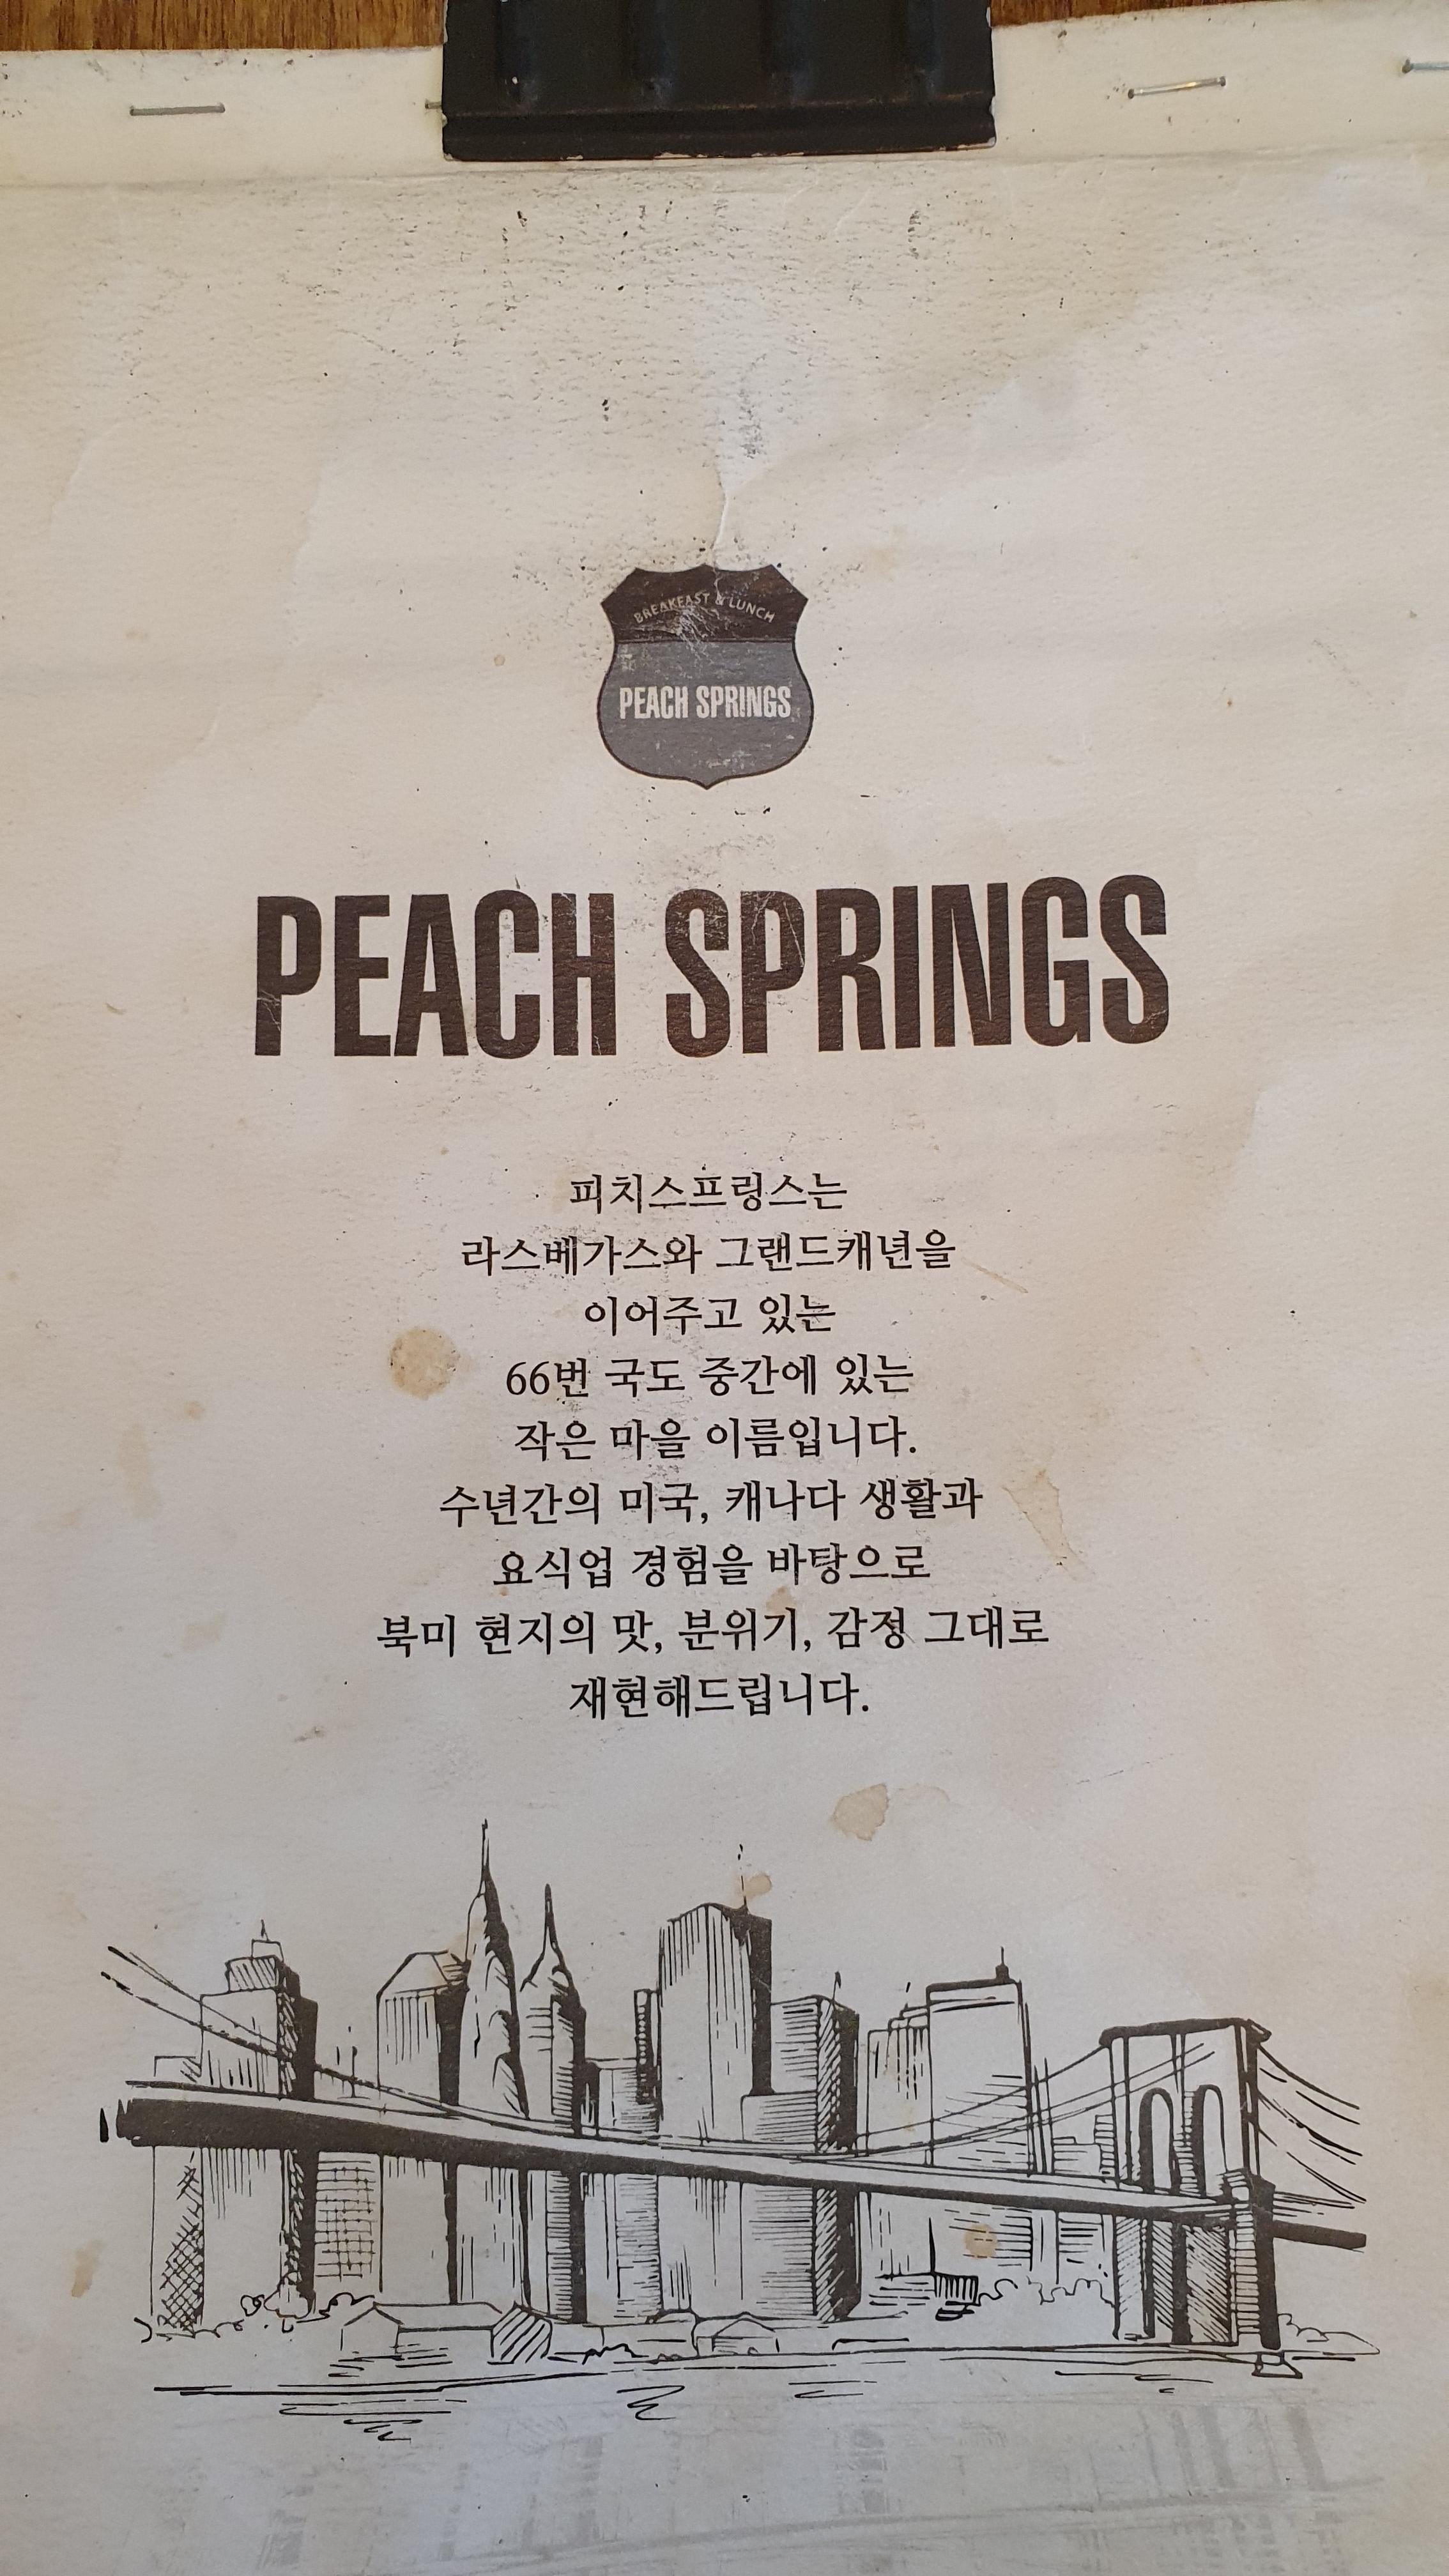 BREAKFAST & LUNCH
PEACH SPRINGS
PEACH SPRINGS
피치스프링스는
라스베가스와 그랜드캐년을
이어주고 있는
66번 국도 중간에 있는
작은 마을 이름입니다.
수년간의 미국, 캐나다 생활과
요식업 경험을 바탕으로
북미 현지의 맛, 분위기, 감정 그대로
재현해드립니다.